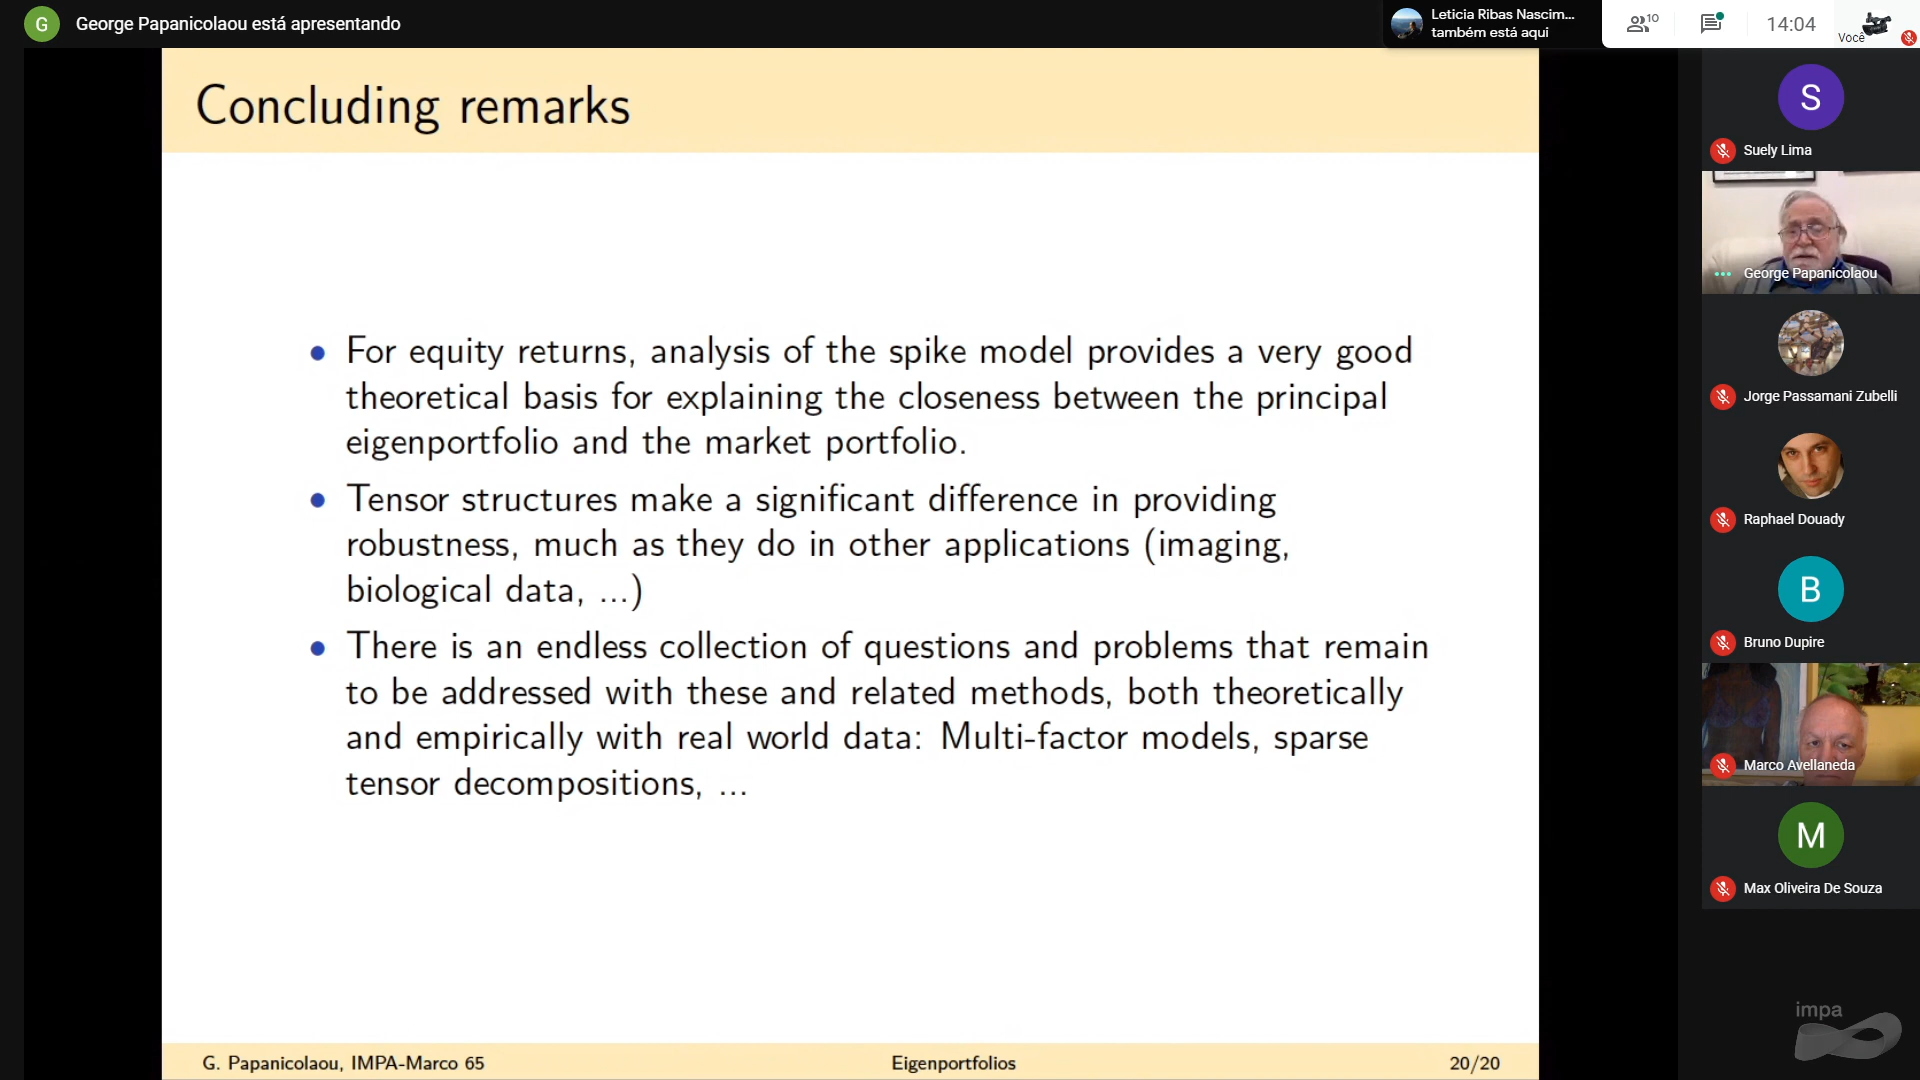 G
George Papanicolaou está apresentando
Leticia Ribas Nascim...
também está aqui
10
14:04
Você
Concluding remarks
• For equity returns, analysis of the spike model provides a very good
theoretical basis for explaining the closeness between the principal
eigenportfolio and the market portfolio.
• Tensor structures make a significant difference in providing
robustness, much as they do in other applications (imaging,
biological data, ...)
• There is an endless collection of questions and problems that remain
to be addressed with these and related methods, both theoretically
and empirically with real world data: Multi-factor models, sparse
tensor decompositions, ...
G. Papanicolaou, IMPA-Marco 65
Eigenportfolios
20/20
S
Suely Lima
George Papanicolaou
Jorge Passamani Zubelli
Raphael Douady
B
Bruno Dupire
Marco Avellaneda
M
Max Oliveira De Souza
impa